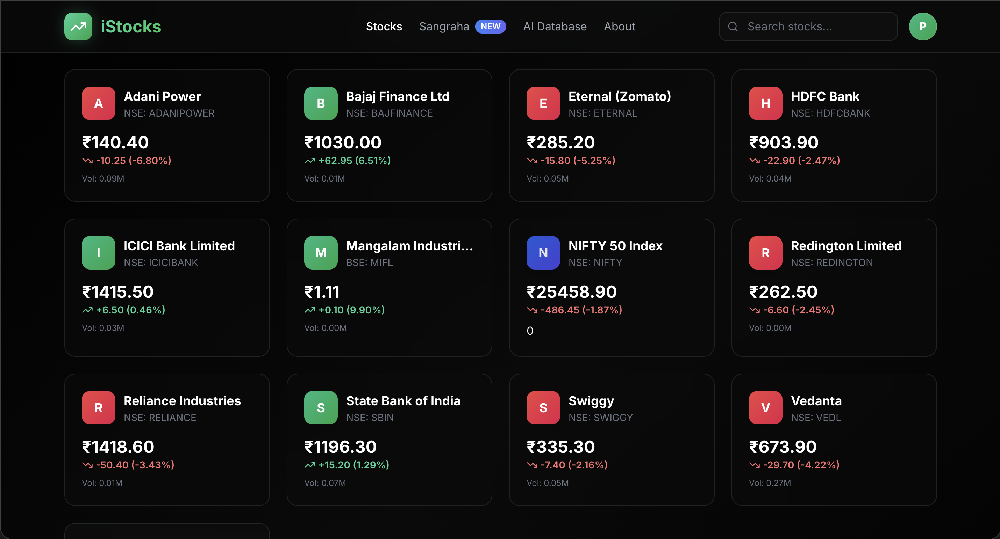 iStocks
Stocks
Sangraha NEW
AI Database
About
Search stocks...
P
A
Adani Power
NSE: ADANIPOWER
₹140.40
-10.25 (-6.80%)
Vol: 0.09M
B
Bajaj Finance Ltd
NSE: BAJFINANCE
₹1030.00
+62.95 (6.51%)
Vol: 0.01M
E
Eternal (Zomato)
NSE: ETERNAL
₹285.20
-15.80 (-5.25%)
Vol: 0.05M
H
HDFC Bank
NSE: HDFCBANK
₹903.90
-22.90 (-2.47%)
Vol: 0.04M
I
ICICI Bank Limited
NSE: ICICIBANK
₹1415.50
+6.50 (0.46%)
Vol: 0.03M
M
Mangalam Industri...
BSE: MIFL
₹1.11
+0.10 (9.90%)
Vol: 0.00M
N
NIFTY 50 Index
NSE: NIFTY
₹25458.90
-486.45 (-1.87%)
0
R
Redington Limited
NSE: REDINGTON
₹262.50
-6.60 (-2.45%)
Vol: 0.00M
R
Reliance Industries
NSE: RELIANCE
₹1418.60
-50.40 (-3.43%)
Vol: 0.01M
S
State Bank of India
NSE: SBIN
₹1196.30
+15.20 (1.29%)
Vol: 0.07M
S
Swiggy
NSE: SWIGGY
₹335.30
-7.40 (-2.16%)
Vol: 0.05M
V
Vedanta
NSE: VEDL
₹673.90
-29.70 (-4.22%)
Vol: 0.27M